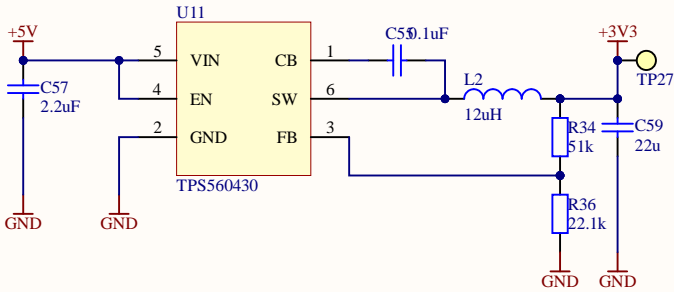 U11
+5V
+3V3
C55
0.1uF
5
VIN
CB
1
TP27
C57
2.2uF
4
EN
SW
6
L2
12uH
2
GND
FB
3
R34
51k
C59
22u
TPS560430
R36
22.1k
GND
GND
GND
GND